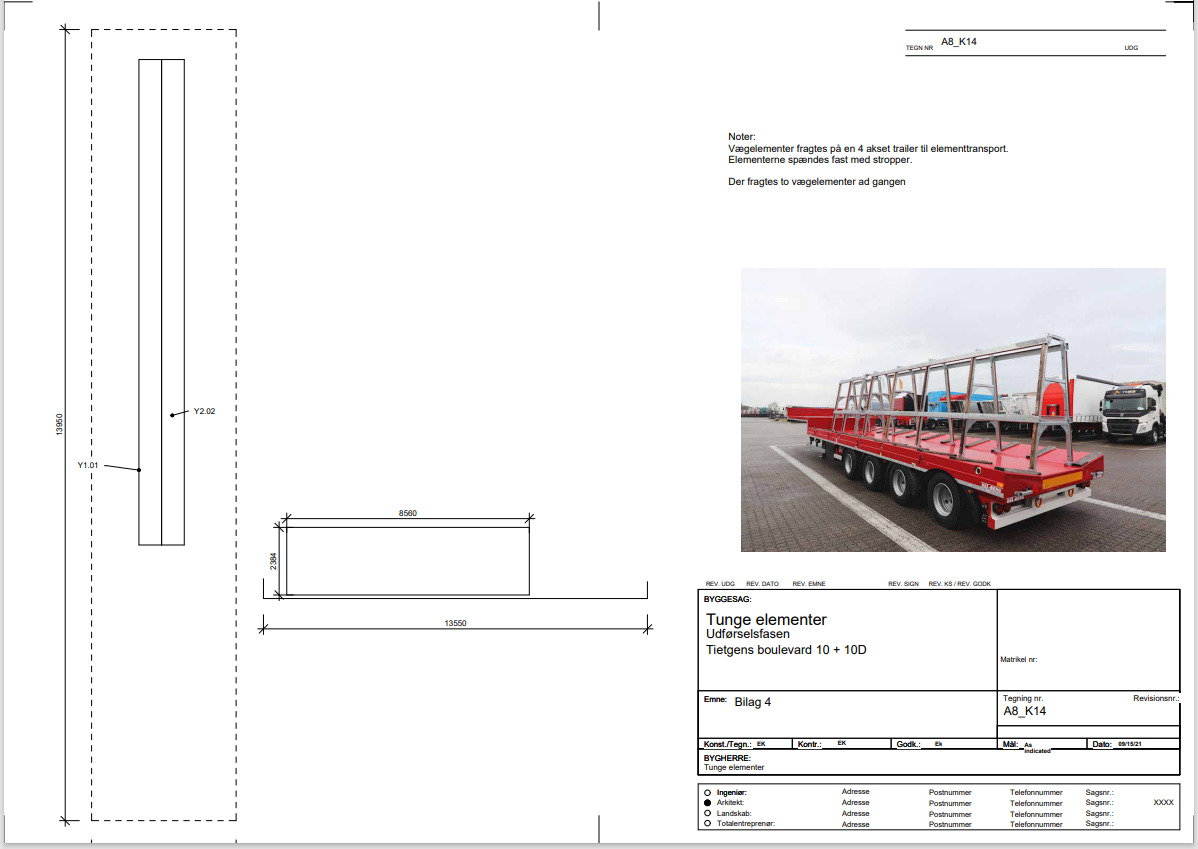 TEGN NR A8_K14 UDG
Noter:
Vægelementer fragtes på en 4 akset trailer til elementtransport.
Elementerne spændes fast med stropper.
Der fragtes to vægelementer ad gangen
13950
Y2.02
Y1.01
8560
2384
13550
REV. UDG REV. DATO REV. EMNE REV. SIGN REV. KS / REV. GODK
BYGGESAG:
Tunge elementer
Udførselsfasen
Tietgens boulevard 10 + 10D
Matrikel nr:
Emne: Bilag 4
Tegning nr. Revisionsnr.:
A8_K14
Konst./Tegn.: EK Kontr.: EK Godk.: Ek Mål: As indicated Dato: 09/15/21
BYGHERRE:
Tunge elementer
Ingeniør: Adresse Postnummer Telefonnummer Sagsnr.:
Arkitekt: Adresse Postnummer Telefonnummer Sagsnr.: XXXX
Landskab: Adresse Postnummer Telefonnummer Sagsnr.:
Totalentreprenør: Adresse Postnummer Telefonnummer Sagsnr.: